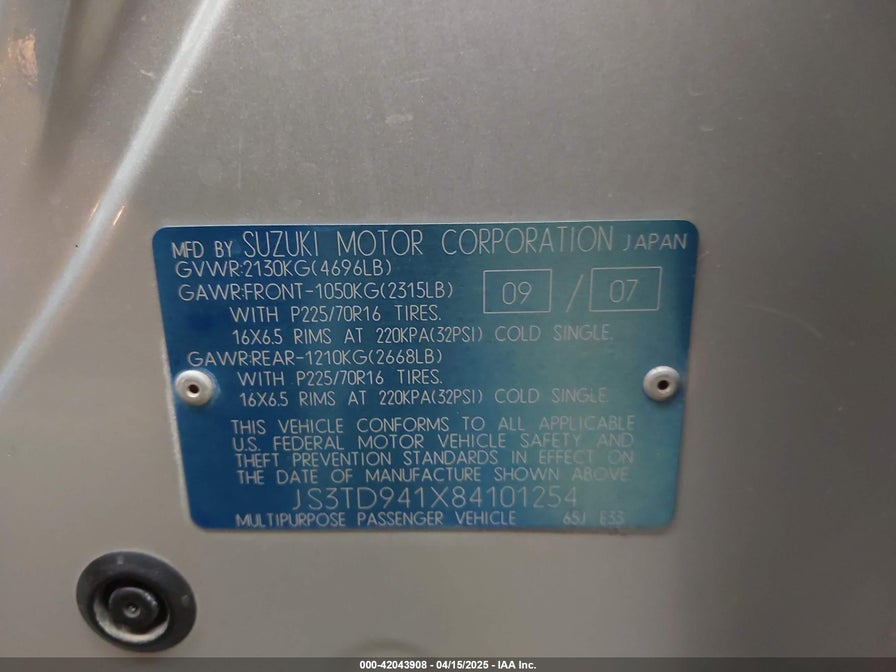 MFD BY SUZUKI MOTOR CORPORATION JAPAN
GVWR:2130KG(4696LB)
GAWR:FRONT-1050KG(2315LB) 09 / 07
WITH P225/70R16 TIRES.
16X6.5 RIMS AT 220KPA(32PSI) COLD SINGLE.
GAWR:REAR-1210KG(2668LB)
WITH P225/70R16 TIRES.
16X6.5 RIMS AT 220KPA(32PSI) COLD SINGLE.
THIS VEHICLE CONFORMS TO ALL APPLICABLE
U.S. FEDERAL MOTOR VEHICLE SAFETY AND
THEFT PREVENTION STANDARDS IN EFFECT ON
THE DATE OF MANUFACTURE SHOWN ABOVE
JS3TD941X84101254
MULTIPURPOSE PASSENGER VEHICLE 65J E33
000-42043908 - 04/15/2025 - IAA Inc.